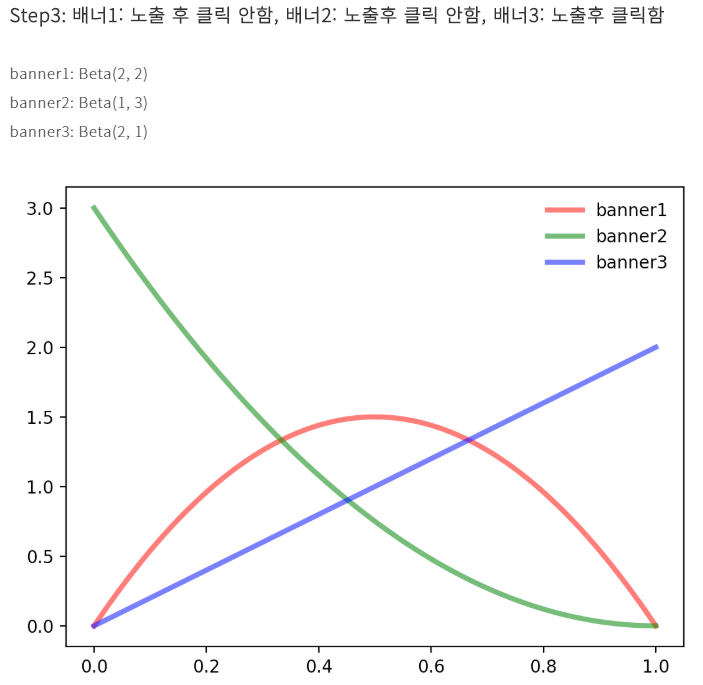 Step3: 배너1: 노출 후 클릭 안함, 배너2: 노출후 클릭 안함, 배너3: 노출후 클릭함
banner1: Beta(2, 2)
banner2: Beta(1, 3)
banner3: Beta(2, 1)
3.0
2.5
2.0
1.5
1.0
0.5
0.0
banner1
banner2
banner3
0.0 0.2 0.4 0.6 0.8 1.0